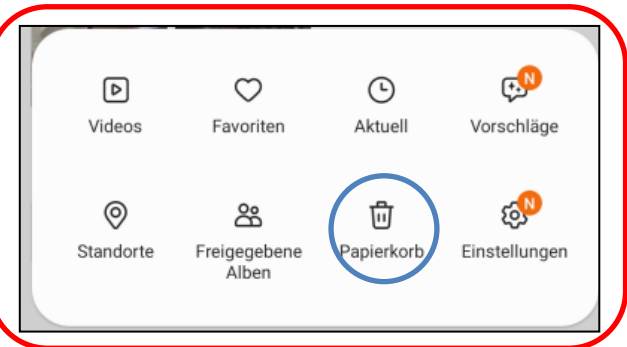 Videos Favoriten Aktuell Vorschläge
N
Standorte Freigegebene Alben Papierkorb Einstellungen
N